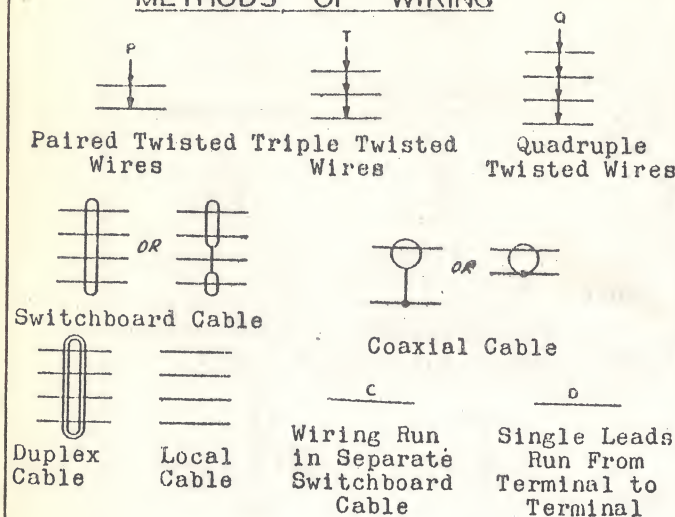 METHODS OF WIRING
P
T
Q
Paired Twisted
Wires
Triple Twisted
Wires
Quadruple
Twisted Wires
OR
Switchboard Cable
OR
Coaxial Cable
Duplex
Cable
Local
Cable
C
Wiring Run
in Separate
Switchboard
Cable
D
Single Leads
Run From
Terminal to
Terminal